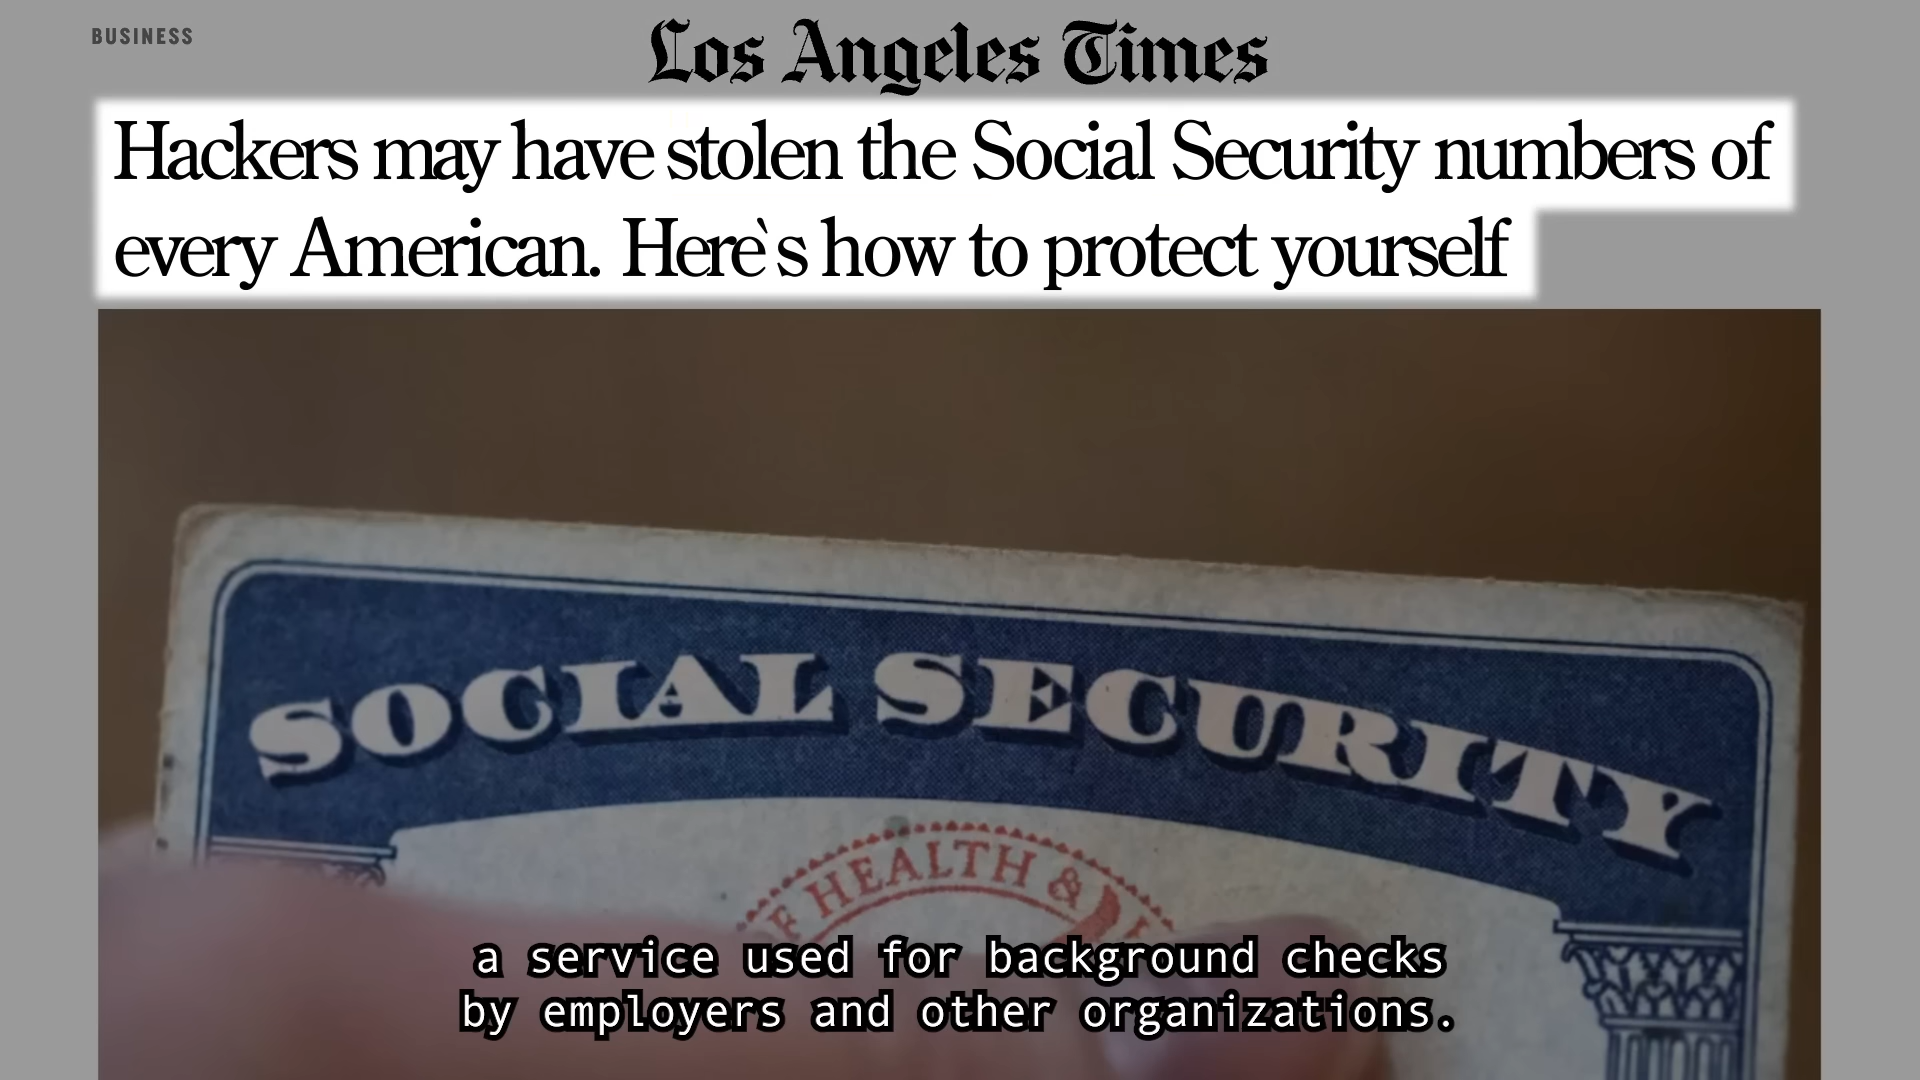 BUSINESS
Los Angeles Times
Hackers may have stolen the Social Security numbers of
every American. Here`s how to protect yourself
SOCIAL SECURITY
HEALTH &
a service used for background checks
by employers and other organizations.